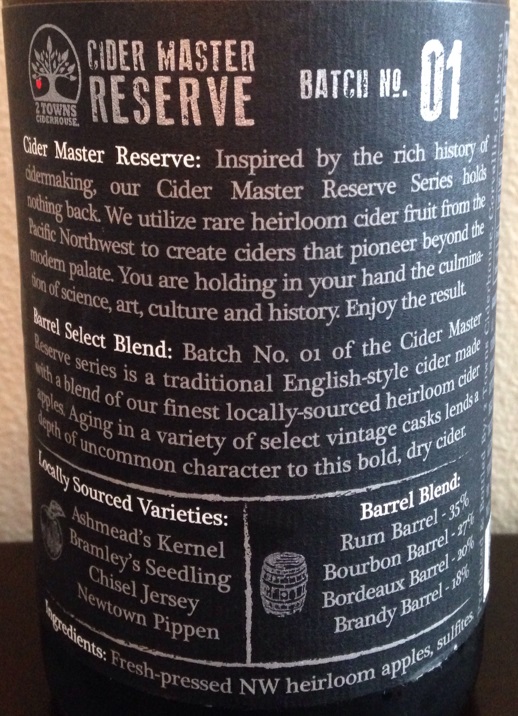 CIDER MASTER
RESERVE
BATCH No. 01
2 TOWNS
CIDERHOUSE
Cider Master Reserve: Inspired by the rich history of
cidermaking, our Cider Master Reserve Series holds
nothing back. We utilize rare heirloom cider fruit from the
Pacific Northwest to create ciders that pioneer beyond the
modern palate. You are holding in your hand the culmina-
tion of science, art, culture and history. Enjoy the result.
Barrel Select Blend: Batch No. 01 of the Cider Master
Reserve series is a traditional English-style cider made
with a blend of our finest locally-sourced heirloom cider
apples. Aging in a variety of select vintage casks lends a
depth of uncommon character to this bold, dry cider.
Locally Sourced Varieties:
Ashmead's Kernel
Bramley's Seedling
Chisel Jersey
Newtown Pippen
Barrel Blend:
Rum Barrel - 35%
Bourbon Barrel - 27%
Bordeaux Barrel - 20%
Brandy Barrel - 18%
Ingredients: Fresh-pressed NW heirloom apples, sulfites